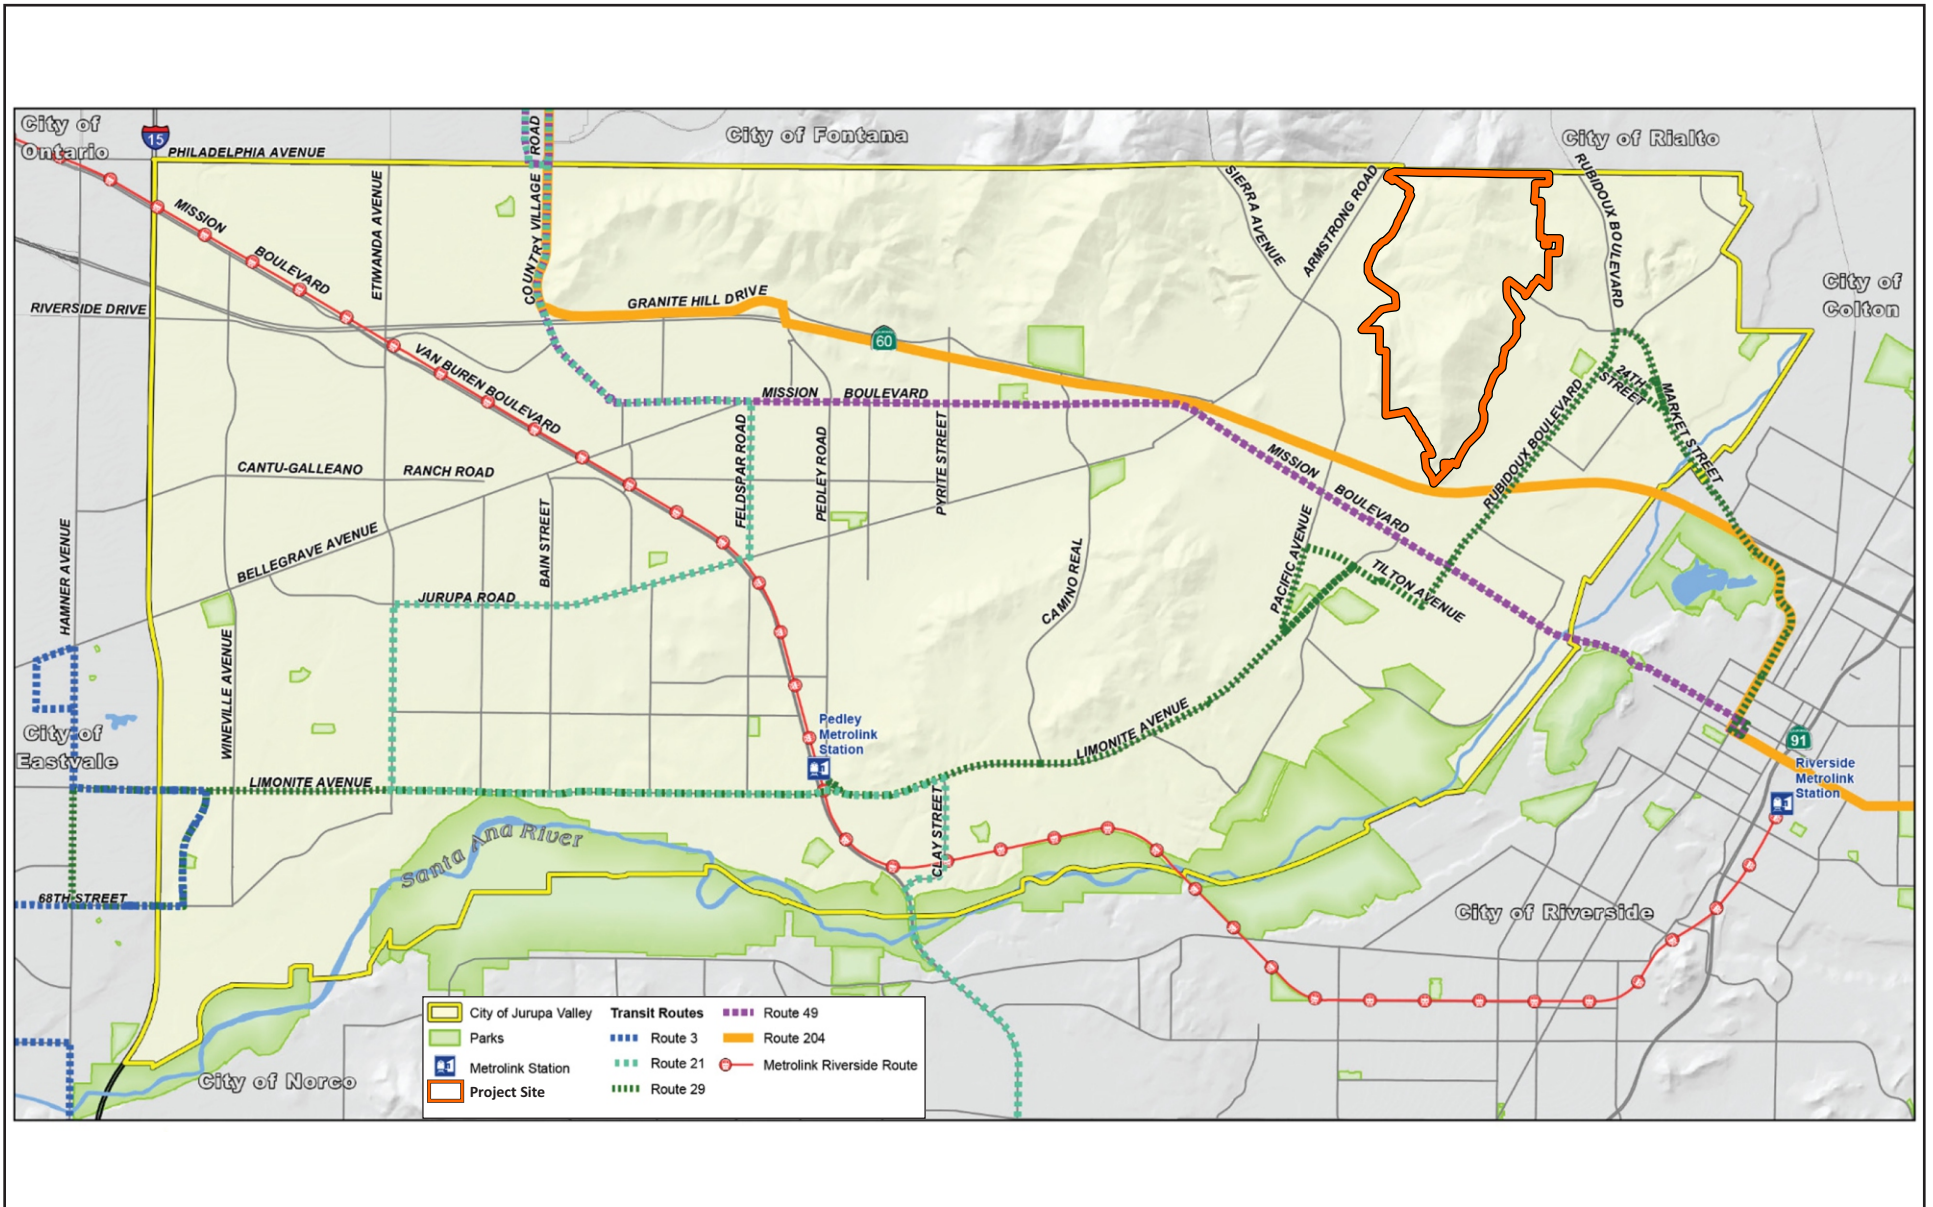 City of
Ontario
15
PHILADELPHIA AVENUE
ROAD
City of Fontana
City of Rialto
MISSION
BOULEVARD
ETIWANDA AVENUE
COUNTRY VILLAGE
SIERRA AVENUE
ARMSTRONG ROAD
RUBIDOUX BOULEVARD
City of
Colton
RIVERSIDE DRIVE
GRANITE HILL DRIVE
60
VAN BUREN BOULEVARD
MISSION
BOULEVARD
24TH
STREET
MARKET STREET
CANTU-GALLEANO
RANCH ROAD
FELDSPAR ROAD
PEDLEY ROAD
PYRITE STREET
MISSION
BOULEVARD
RUBIDOUX BOULEVARD
HAMNER AVENUE
BELLEGRAVE AVENUE
BAIN STREET
JURUPA ROAD
CAMINO REAL
PACIFIC AVENUE
TILTON AVENUE
WINEVILLE AVENUE
City of
Eastvale
Pedley
Metrolink
Station
LIMONITE AVENUE
LIMONITE AVENUE
91
Riverside
Metrolink
Station
CLAY STREET
Santa Ana River
68TH STREET
City of Riverside
City of Norco
City of Jurupa Valley
Parks
Metrolink Station
Project Site
Transit Routes
Route 3
Route 21
Route 29
Route 49
Route 204
Metrolink Riverside Route